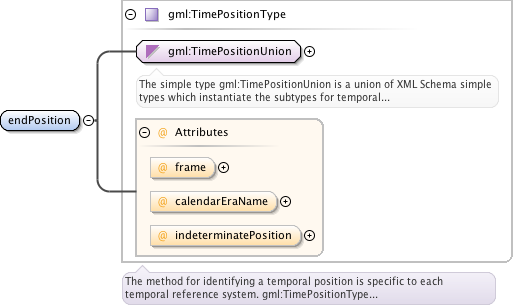 gml:TimePositionType
gml:TimePositionUnion
The simple type gml:TimePositionUnion is a union of XML Schema simple
types which instantiate the subtypes for temporal...
endPosition
@ Attributes
@ frame
@ calendarEraName
@ indeterminatePosition
The method for identifying a temporal position is specific to each
temporal reference system. gml:TimePositionType...